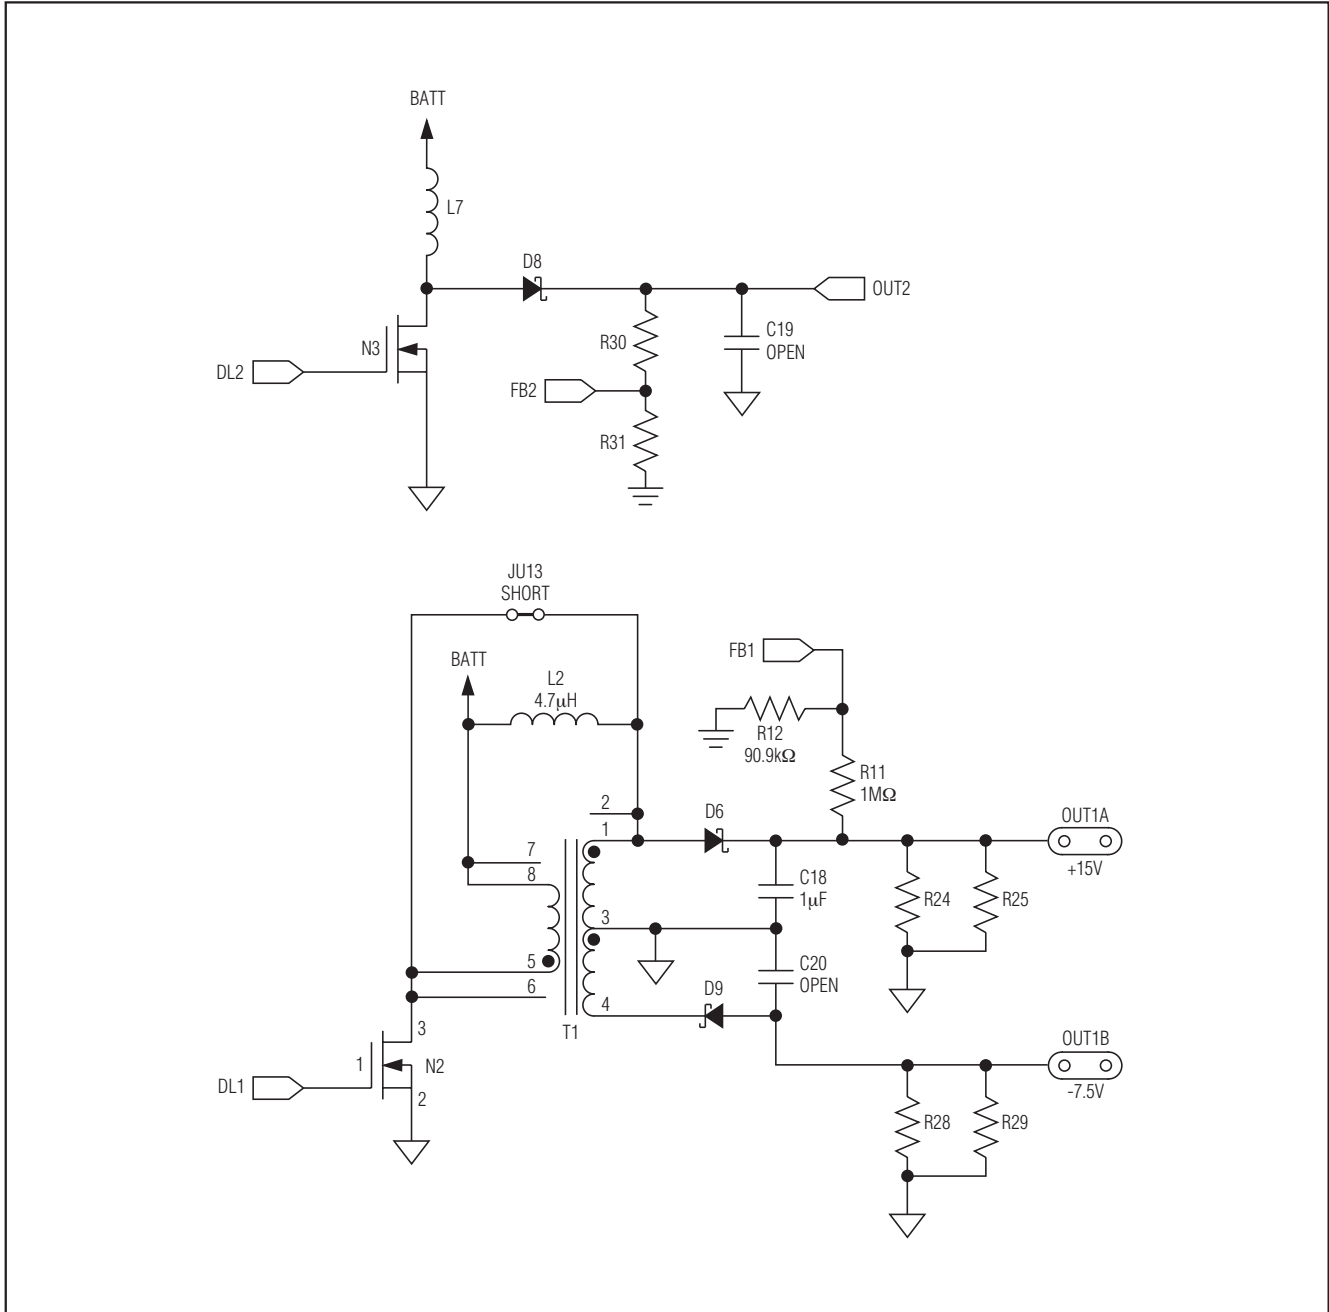 BATT
L7
D8
OUT2
C19
OPEN
R30
N3
DL2
FB2
R31
JU13
SHORT
FB1
BATT
L2
4.7µH
R12
90.9kΩ
R11
1MΩ
2
D6
OUT1A
1
7
+15V
8
C18
1µF
R24
R25
3
5
C20
OPEN
6
D9
4
3
T1
OUT1B
1
N2
DL1
-7.5V
2
R28
R29